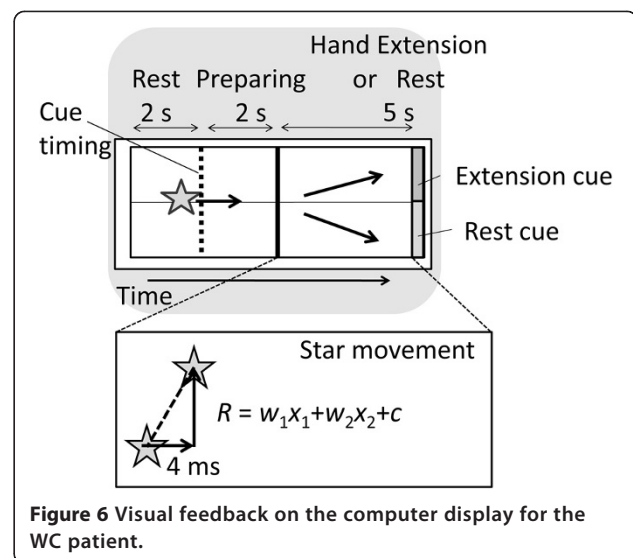 Hand Extension
Rest Preparing or Rest
2 s 2 s 5 s
Cue
timing
Extension cue
Rest cue
Time
Star movement
R = w₁x₁+w₂x₂+c
4 ms
Figure 6 Visual feedback on the computer display for the
WC patient.